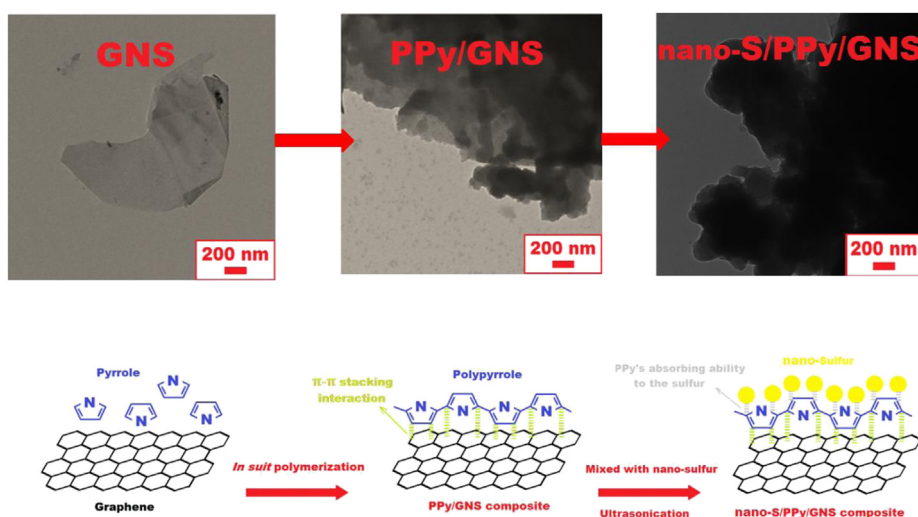 GNS
PPy/GNS
nano-S/PPy/GNS
200 nm
200 nm
200 nm
Pyrrole
N
N
N
N
Graphene
In suit polymerization
π-π stacking
interaction
Polypyrrole
N
N
N
N
PPy/GNS composite
Mixed with nano-sulfur
Ultrasonication
PPy's absorbing ability
to the sulfur
nano-Sulfur
N
N
N
N
nano-S/PPy/GNS composite